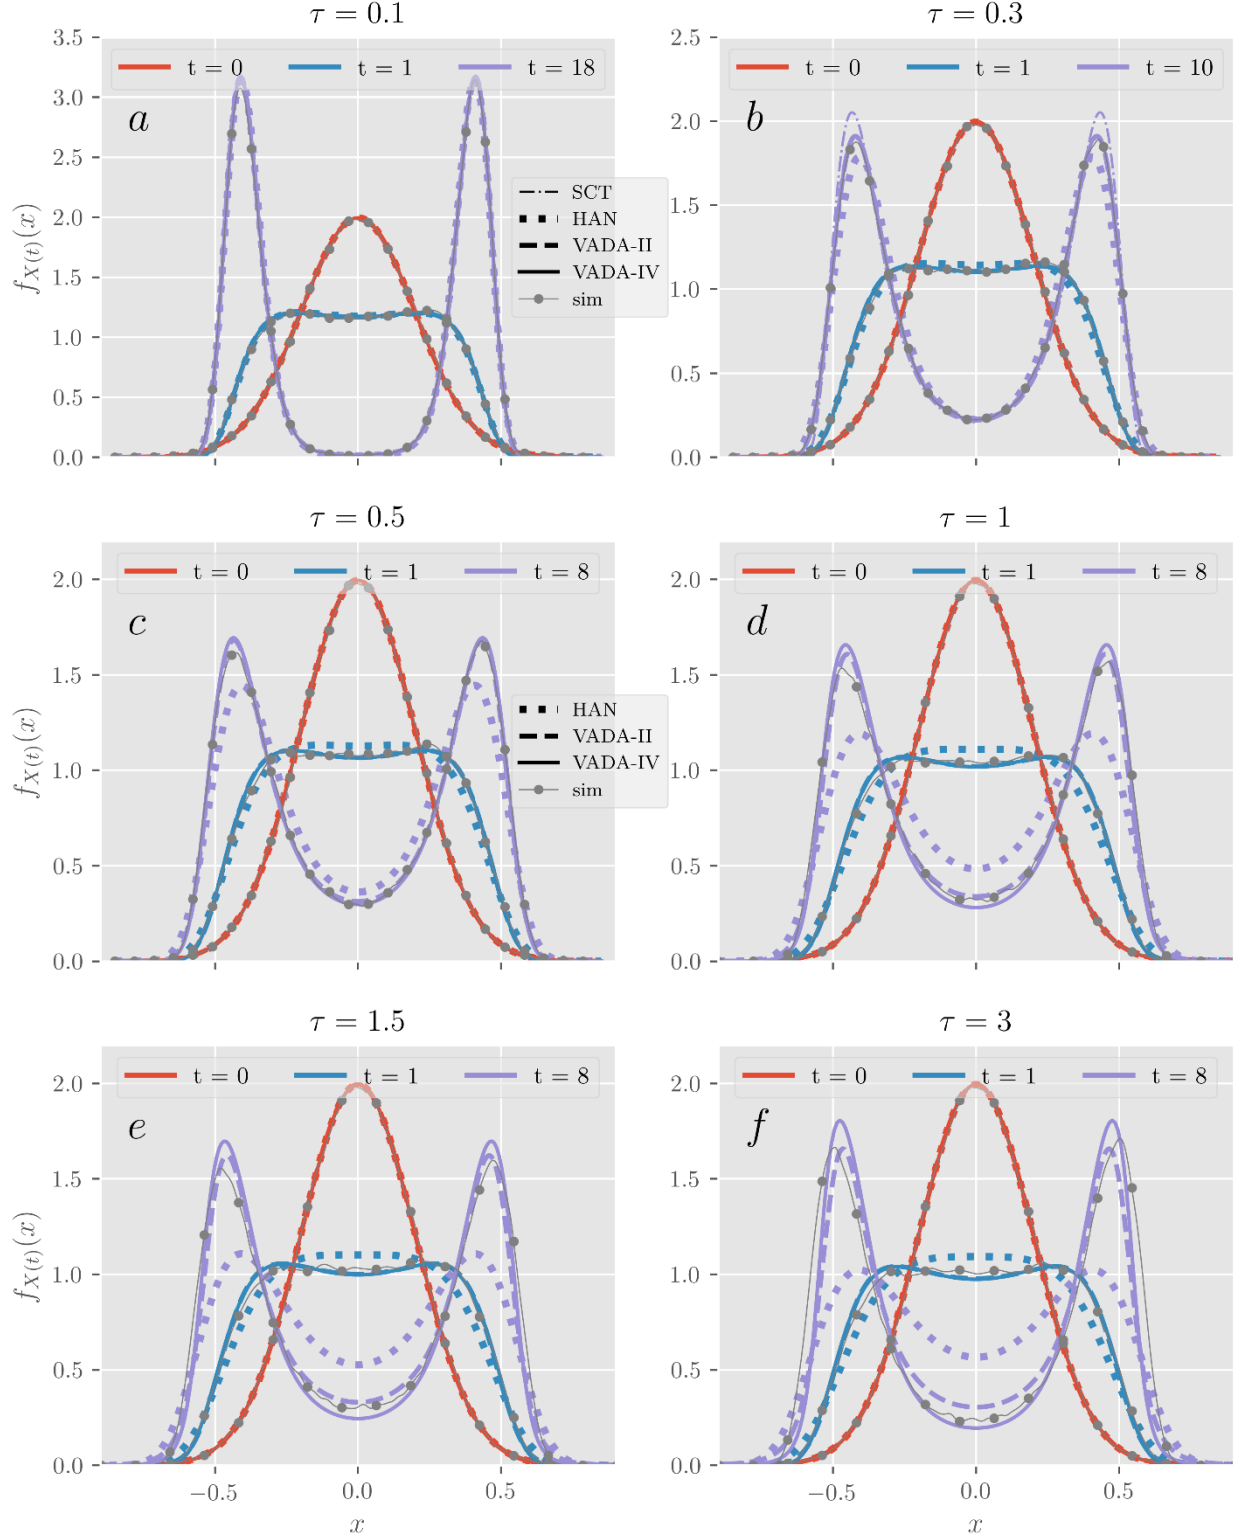 τ = 0.1
τ = 0.3
3.5
3.0
2.5
2.0
1.5
1.0
0.5
0.0
f_{X(t)}(x)
t = 0 t = 1 t = 18
a
SCT
HAN
VADA-II
VADA-IV
sim
2.5
2.0
1.5
1.0
0.5
0.0
t = 0 t = 1 t = 10
b
τ = 0.5
τ = 1
2.0
1.5
1.0
0.5
0.0
f_{X(t)}(x)
t = 0 t = 1 t = 8
c
HAN
VADA-II
VADA-IV
sim
2.0
1.5
1.0
0.5
0.0
t = 0 t = 1 t = 8
d
τ = 1.5
τ = 3
2.0
1.5
1.0
0.5
0.0
f_{X(t)}(x)
t = 0 t = 1 t = 8
e
−0.5 0.0 0.5
x
2.0
1.5
1.0
0.5
0.0
t = 0 t = 1 t = 8
f
−0.5 0.0 0.5
x